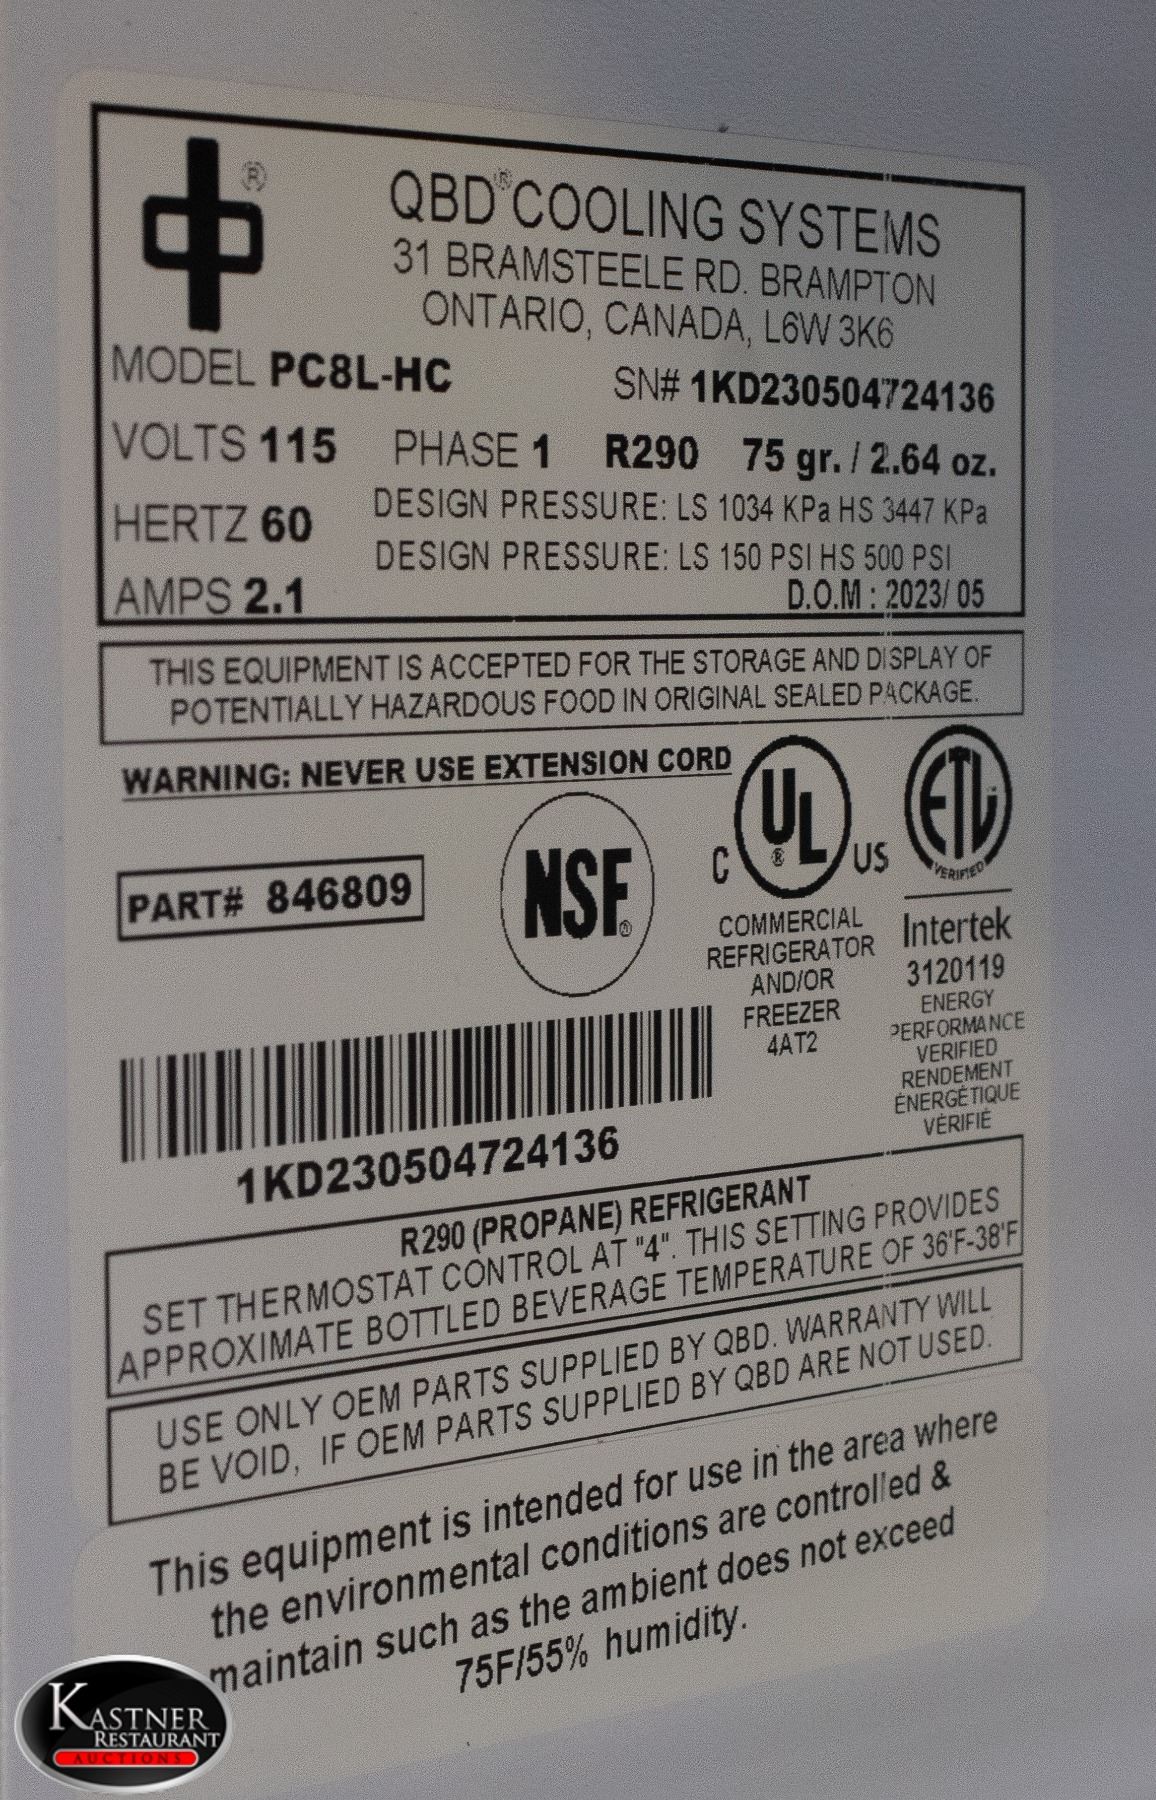 ®
QBD® COOLING SYSTEMS
31 BRAMSTEELE RD. BRAMPTON
ONTARIO, CANADA, L6W 3K6
MODEL PC8L-HC SN# 1KD230504724136
VOLTS 115 PHASE 1 R290 75 gr. / 2.64 oz.
HERTZ 60 DESIGN PRESSURE: LS 1034 KPa HS 3447 KPa
DESIGN PRESSURE: LS 150 PSI HS 500 PSI
AMPS 2.1 D.O.M : 2023/ 05
THIS EQUIPMENT IS ACCEPTED FOR THE STORAGE AND DISPLAY OF
POTENTIALLY HAZARDOUS FOOD IN ORIGINAL SEALED PACKAGE.
WARNING: NEVER USE EXTENSION CORD
PART# 846809
NSF®
C UL® US
COMMERCIAL
REFRIGERATOR
AND/OR
FREEZER
4AT2
ETL
VERIFIED
Intertek
3120119
ENERGY
PERFORMANCE
VERIFIED
RENDEMENT
ÉNERGÉTIQUE
VÉRIFIÉ
1KD230504724136
R290 (PROPANE) REFRIGERANT
SET THERMOSTAT CONTROL AT "4". THIS SETTING PROVIDES
APPROXIMATE BOTTLED BEVERAGE TEMPERATURE OF 36'F-38'F
USE ONLY OEM PARTS SUPPLIED BY QBD. WARRANTY WILL
BE VOID, IF OEM PARTS SUPPLIED BY QBD ARE NOT USED.
This equipment is intended for use in the area where
the environmental conditions are controlled &
maintain such as the ambient does not exceed
75F/55% humidity.
KASTNER
RESTAURANT
AUCTIONS